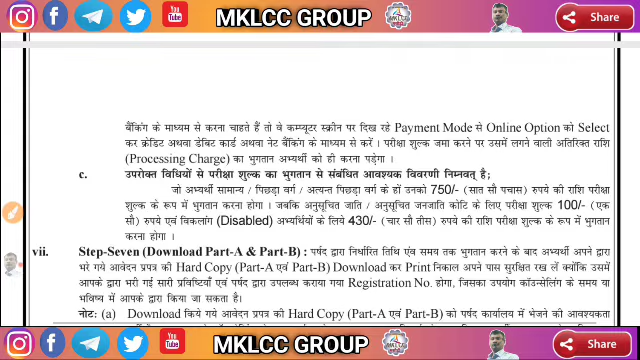 MKLCC GROUP
Share
बैंकिंग के माध्यम से करना चाहते हैं तो वे कम्प्यूटर स्क्रीन पर दिख रहे Payment Mode से Online Option को Select
कर क्रेडिट अथवा डेबिट कार्ड अथवा नेट बैंकिंग के माध्यम से करें। परीक्षा शुल्क जमा करने पर उसमें लगने वाली अतिरिक्त राशि
(Processing Charge) का भुगतान अभ्यर्थी को ही करना पड़ेगा।
c. उपरोक्त विधियों से परीक्षा शुल्क का भुगतान से संबंधित आवश्यक विवरणी निम्नवत् है;
जो अभ्यर्थी सामान्य / पिछड़ा वर्ग / अत्यन्त पिछड़ा वर्ग के हों उनको 750/- (सात सौ पचास) रुपये की राशि परीक्षा
शुल्क के रूप में भुगतान करना होगा। जबकि अनुसूचित जाति / अनुसूचित जनजाति कोटि के लिए परीक्षा शुल्क 100/- (एक
सौ) रुपये एवं विकलांग (Disabled) अभ्यर्थियों के लिये 430/- (चार सौ तीस) रुपये की राशि परीक्षा शुल्क के रूप में भुगतान
करना होगा।
vii. Step-Seven (Download Part-A & Part-B) : पर्षद द्वारा निर्धारित तिथि एंव समय तक भुगतान करने के बाद अभ्यर्थी अपने द्वारा
भरे गये आवेदन प्रपत्र की Hard Copy (Part-A एवं Part-B) Download कर Print निकाल अपने पास सुरक्षित रख लें क्योंकि उसमें
आपके द्वारा भरी गई सारी प्रविष्टियाँ एवं पर्षद द्वारा उपलब्ध कराया गया Registration No. होगा, जिसका उपयोग काँउन्सेलिंग के समय या
भविष्य में आपके द्वारा किया जा सकता है।
नोटः (a) Download किये गये आवेदन प्रपत्र की Hard Copy (Part-A एवं Part-B) को पर्षद कार्यालय में भेजने की आवश्यकता
MKLCC GROUP
Share